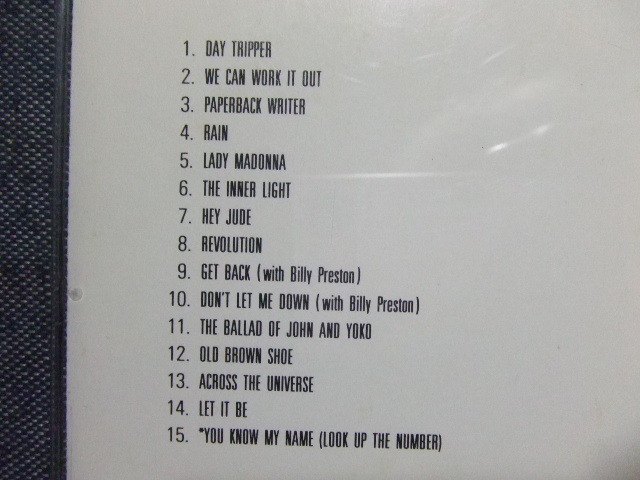 1. DAY TRIPPER
2. WE CAN WORK IT OUT
3. PAPERBACK WRITER
4. RAIN
5. LADY MADONNA
6. THE INNER LIGHT
7. HEY JUDE
8. REVOLUTION
9. GET BACK (with Billy Preston)
10. DON'T LET ME DOWN (with Billy Preston)
11. THE BALLAD OF JOHN AND YOKO
12. OLD BROWN SHOE
13. ACROSS THE UNIVERSE
14. LET IT BE
15. *YOU KNOW MY NAME (LOOK UP THE NUMBER)